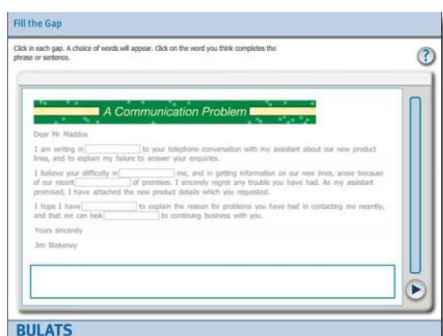 Fill the Gap
Click in each gap. A choice of words will appear. Click on the word you think completes the
phrase or sentence.
?
A Communication Problem
Dear Mr Maddox
I am writing in to your telephone conversation with my assistant about our new product
lines, and to explain my failure to answer your enquiries.
I believe your difficulty in me, and in getting information on our new lines, arose because
of our recent of premises. I sincerely regret any trouble you have had. As my assistant
promised, I have attached the new product details which you requested.
I hope I have to explain the reason for problems you have had in contacting me recently,
and that we can look to continuing business with you.
Yours sincerely
Jim Blakeney
BULATS